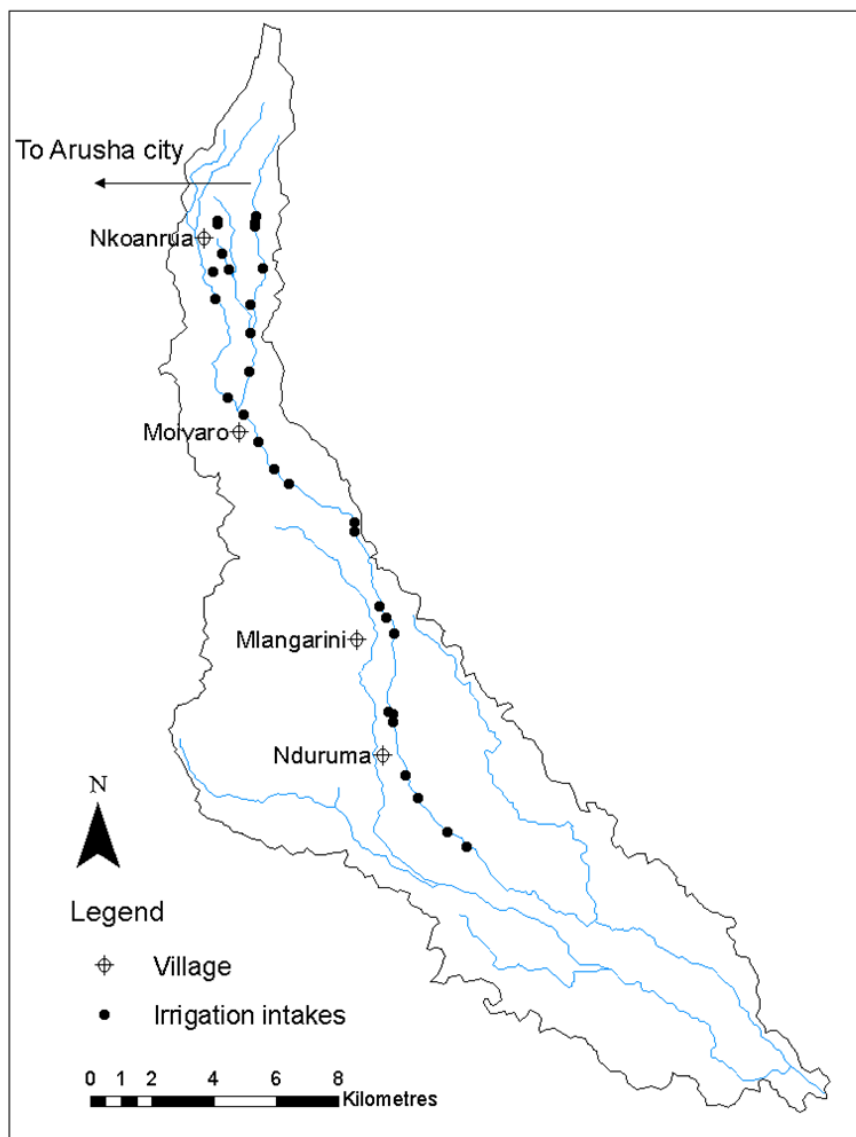 To Arusha city
Nkoanrua
Moivaro
Mlangarini
Nduruma
N
Legend
Village
Irrigation intakes
0 1 2 4 6 8
Kilometres